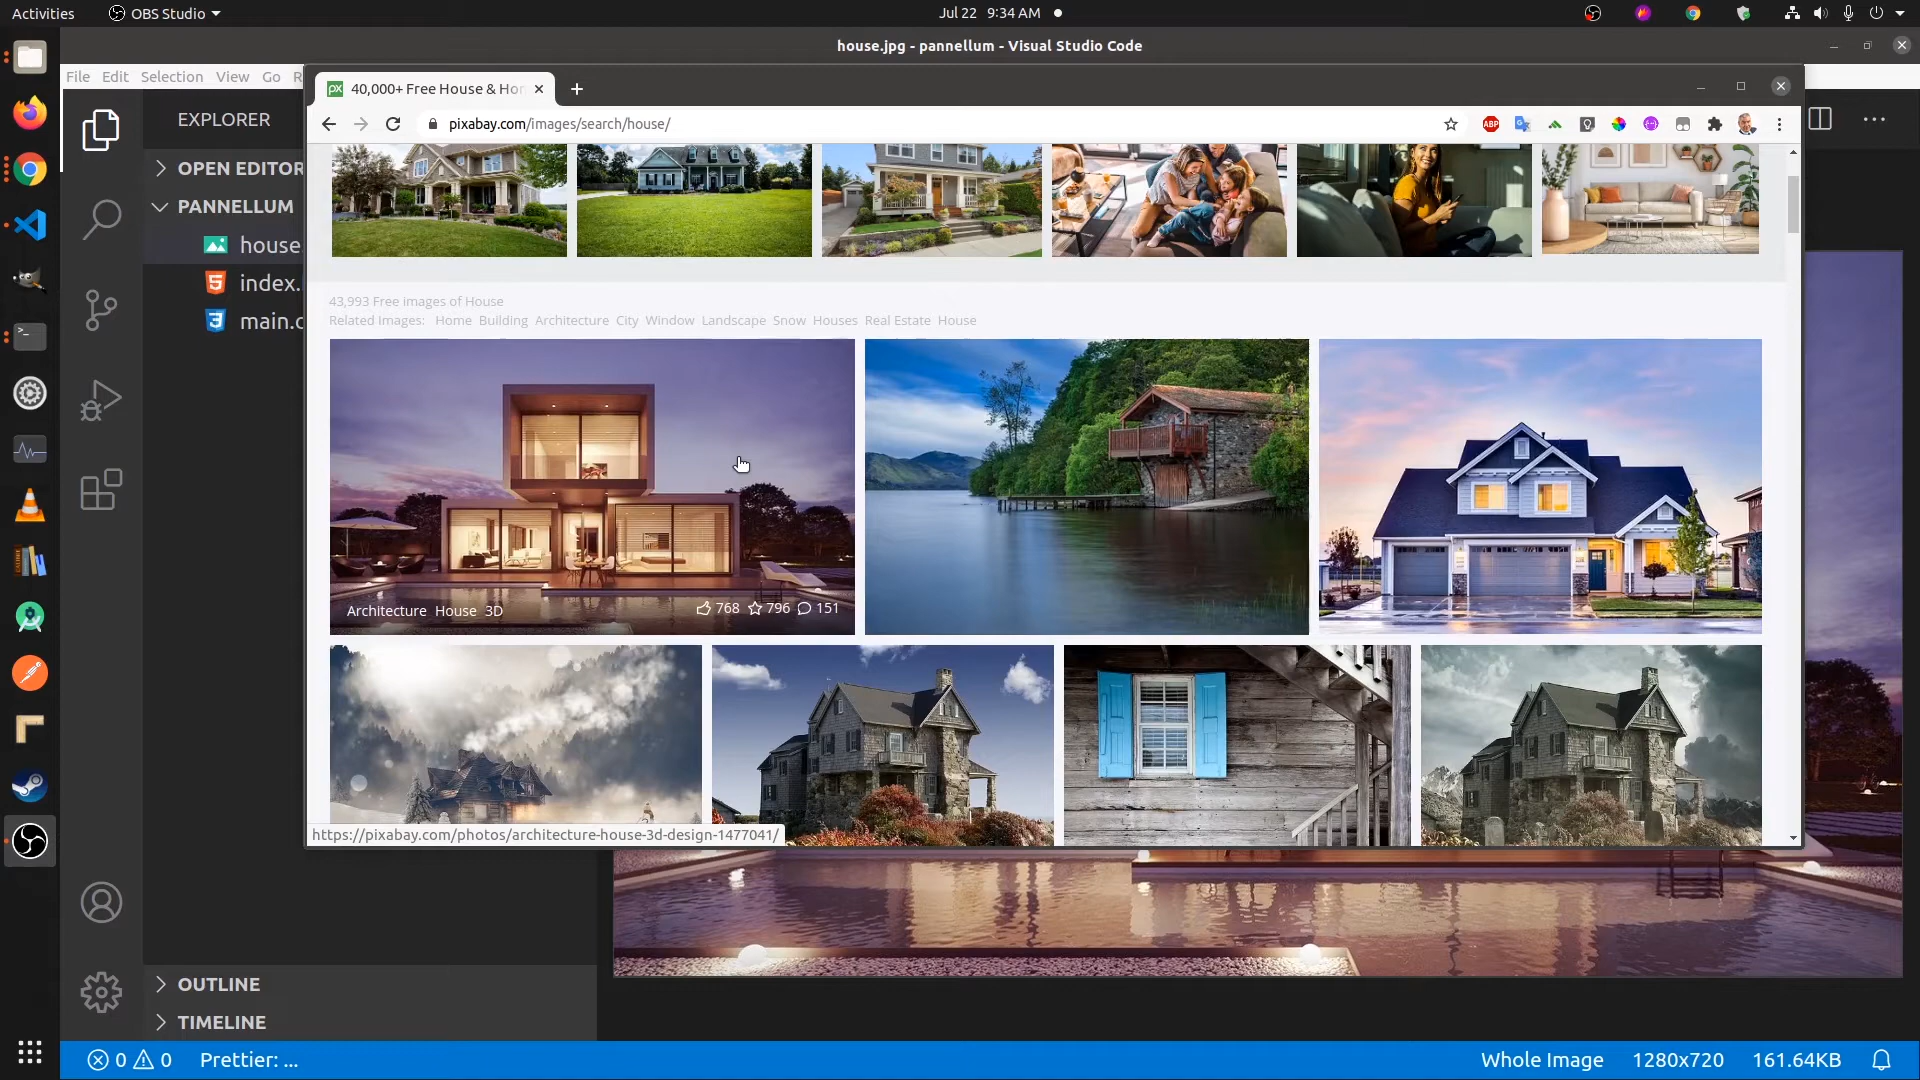 Activities
OBS Studio
Jul 22 9:34 AM
house.jpg - pannellum - Visual Studio Code
File Edit Selection View Go R
EXPLORER
OPEN EDITOR
PANNELLUM
house
index.
main.c
OUTLINE
TIMELINE
40,000+ Free House & Hor
pixabay.com/images/search/house/
ABP
43,993 Free images of House
Related Images: Home Building Architecture City Window Landscape Snow Houses Real Estate House
Architecture House 3D
768 796 151
https://pixabay.com/photos/architecture-house-3d-design-1477041/
0 0 Prettier: ...
Whole Image 1280x720 161.64KB